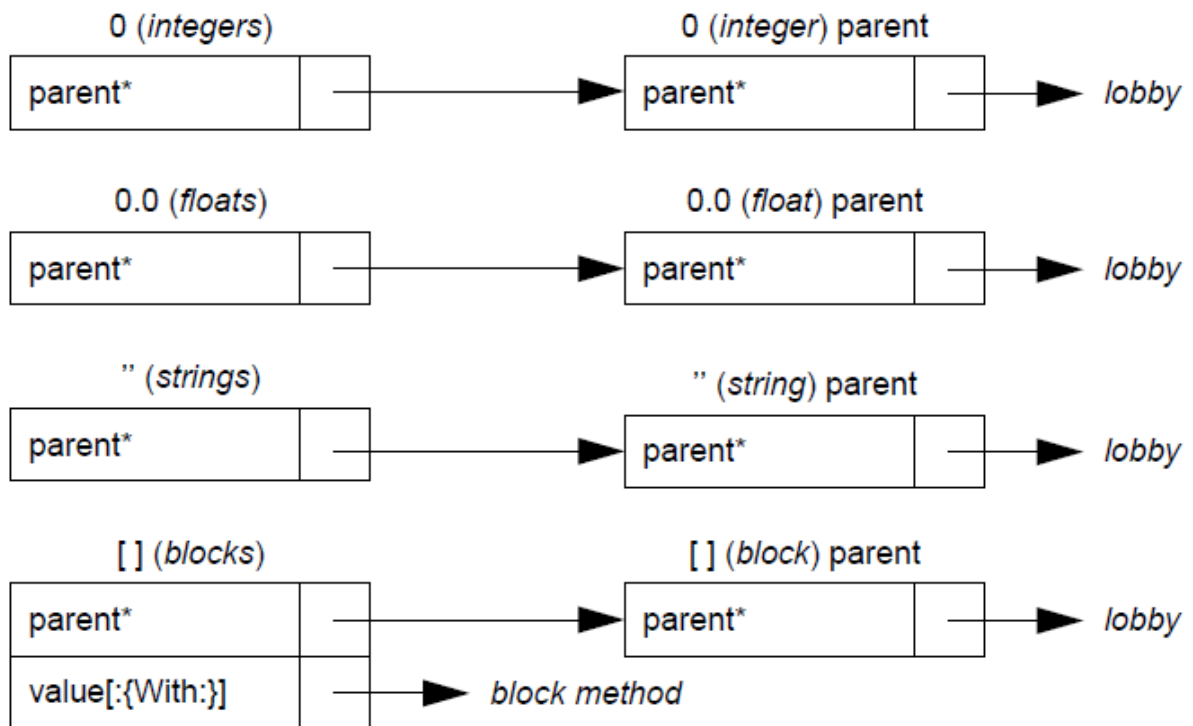 0 (integers) 0 (integer) parent
parent* parent* lobby
0.0 (floats) 0.0 (float) parent
parent* parent* lobby
” (strings) ” (string) parent
parent* parent* lobby
[ ] (blocks) [ ] (block) parent
parent* parent* lobby
value[:{With:}] block method